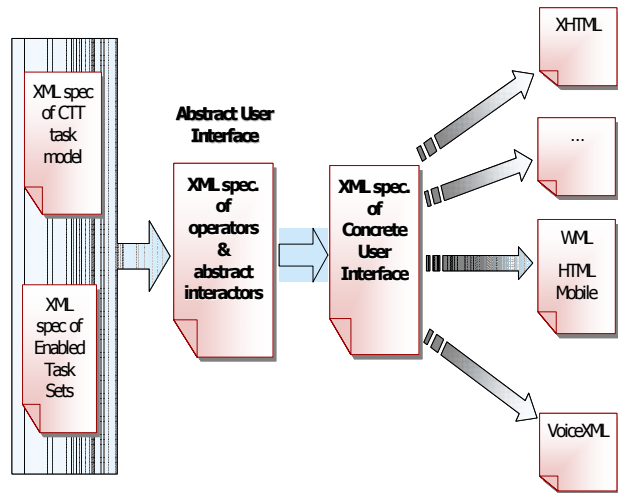 XML spec
of CTT
task
model
XML
spec of
Enabled
Task
Sets
Abstract User
Interface
XML spec.
of
operators
&
abstract
interactors
XML spec.
of
Concrete
User
Interface
XHTML
...
WML
HTML
Mobile
VoiceXML